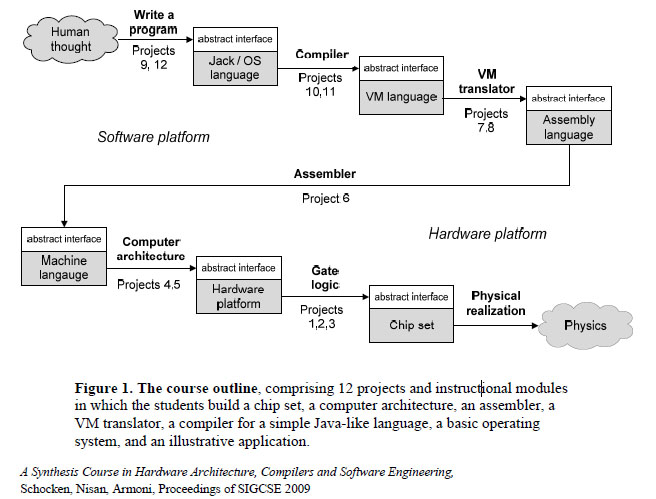 Human
thought
Write a
program
Projects
9, 12
abstract interface
Jack / OS
language
Compiler
Projects
10,11
abstract interface
VM language
VM
translator
Projects
7.8
abstract interface
Assembly
language
Software platform
Assembler
Project 6
Hardware platform
abstract interface
Machine
langauge
Computer
architecture
Projects 4.5
abstract interface
Hardware
platform
Gate
logic
Projects
1,2,3
abstract interface
Chip set
Physical
realization
Physics
Figure 1. The course outline, comprising 12 projects and instructional modules
in which the students build a chip set, a computer architecture, an assembler, a
VM translator, a compiler for a simple Java-like language, a basic operating
system, and an illustrative application.
A Synthesis Course in Hardware Architecture, Compilers and Software Engineering,
Schocken, Nisan, Armoni, Proceedings of SIGCSE 2009